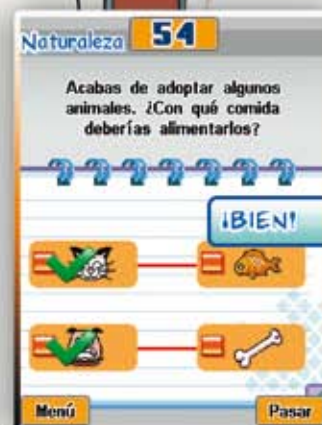 Naturaleza 54
Acabas de adoptar algunos
animales. ¿Con qué comida
deberías alimentarlos?
¡BIEN!
Menú
Pasar